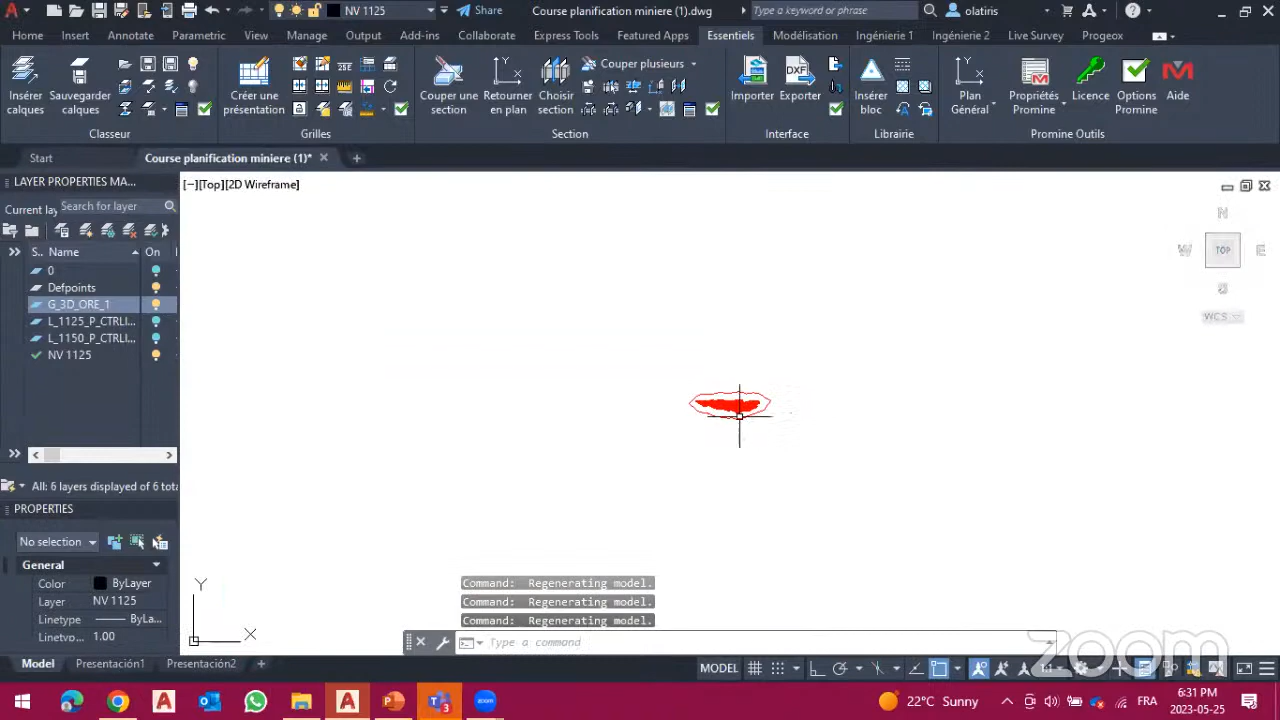 NV 1125
Share
Course planification miniere (1).dwg
Type a keyword or phrase
olatiris
Home
Insert
Annotate
Parametric
View
Manage
Output
Add-ins
Collaborate
Express Tools
Featured Apps
Essentiels
Modélisation
Ingénierie 1
Ingénierie 2
Live Survey
Progeox
Insérer calques
Sauvegarder calques
Classeur
Créer une présentation
Grilles
Couper une section
Retourner en plan
Choisir section
Couper plusieurs
Section
DXF
Importer
Exporter
Interface
Insérer bloc
Librairie
Plan Général
Propriétés Promine
Licence
Options Promine
Aide
Promine Outils
Start
Course planification miniere (1)*
LAYER PROPERTIES MA...
Current lay
Search for layer
S.. Name On
0
Defpoints
G_3D_ORE_1
L_1125_P_CTRLI...
L_1150_P_CTRLI...
NV 1125
All: 6 layers displayed of 6 tota
PROPERTIES
No selection
General
Color ByLayer
Layer NV 1125
Linetype ByLa...
Linetwo... 1.00
[−][Top][2D Wireframe]
N
W TOP E
S
WCS
Y
X
Command: Regenerating model.
Command: Regenerating model.
Command: Regenerating model.
Type a command
Model
Presentación1
Presentación2
MODEL
1:1
zoom
22°C Sunny
FRA
6:31 PM
2023-05-25